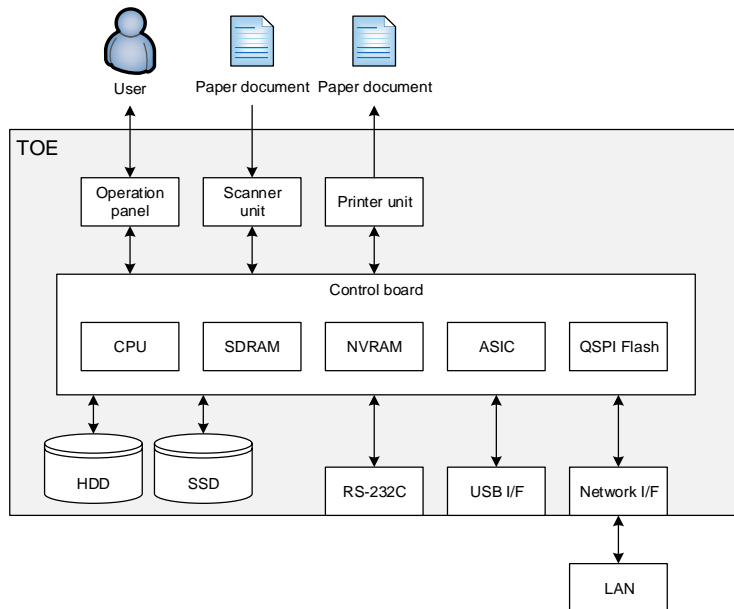 User
Paper document
Paper document
TOE
Operation
panel
Scanner
unit
Printer unit
Control board
CPU
SDRAM
NVRAM
ASIC
QSPI Flash
HDD
SSD
RS-232C
USB I/F
Network I/F
LAN